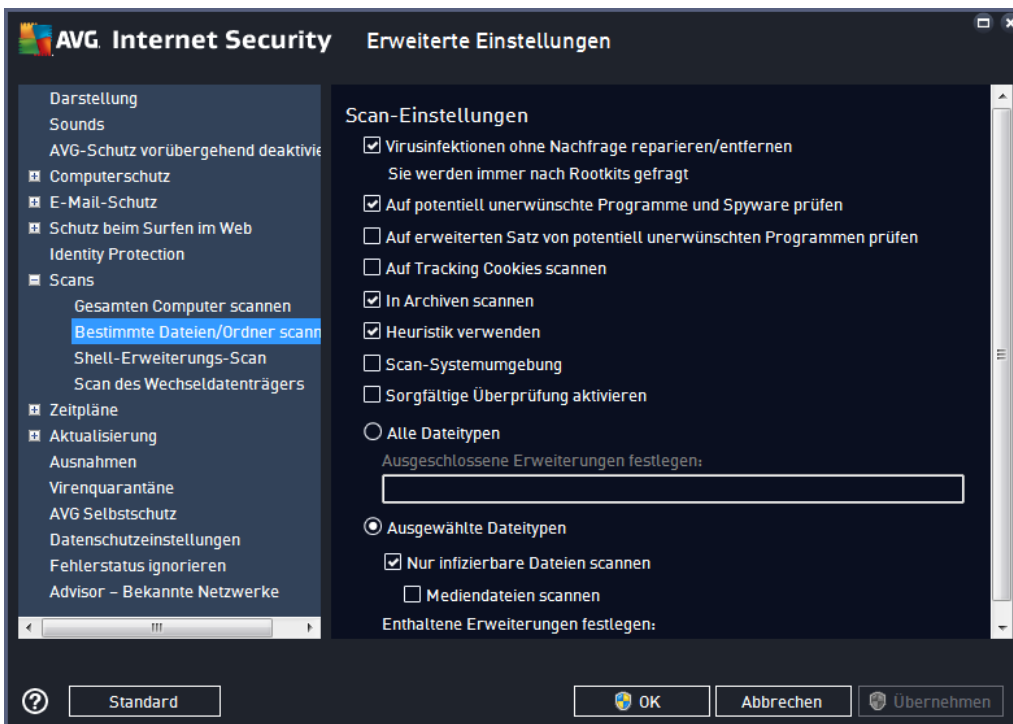 AVG. Internet Security Erweiterte Einstellungen
Darstellung
Sounds
AVG-Schutz vorübergehend deaktivie
Computerschutz
E-Mail-Schutz
Schutz beim Surfen im Web
Identity Protection
Scans
Gesamten Computer scannen
Bestimmte Dateien/Ordner scann
Shell-Erweiterungs-Scan
Scan des Wechseldatenträgers
Zeitpläne
Aktualisierung
Ausnahmen
Virenquarantäne
AVG Selbstschutz
Datenschutzeinstellungen
Fehlerstatus ignorieren
Advisor – Bekannte Netzwerke
Scan-Einstellungen
Virusinfektionen ohne Nachfrage reparieren/entfernen
Sie werden immer nach Rootkits gefragt
Auf potentiell unerwünschte Programme und Spyware prüfen
Auf erweiterten Satz von potentiell unerwünschten Programmen prüfen
Auf Tracking Cookies scannen
In Archiven scannen
Heuristik verwenden
Scan-Systemumgebung
Sorgfältige Überprüfung aktivieren
Alle Dateitypen
Ausgeschlossene Erweiterungen festlegen:
Ausgewählte Dateitypen
Nur infizierbare Dateien scannen
Mediendateien scannen
Enthaltene Erweiterungen festlegen:
Standard
OK
Abbrechen
Übernehmen